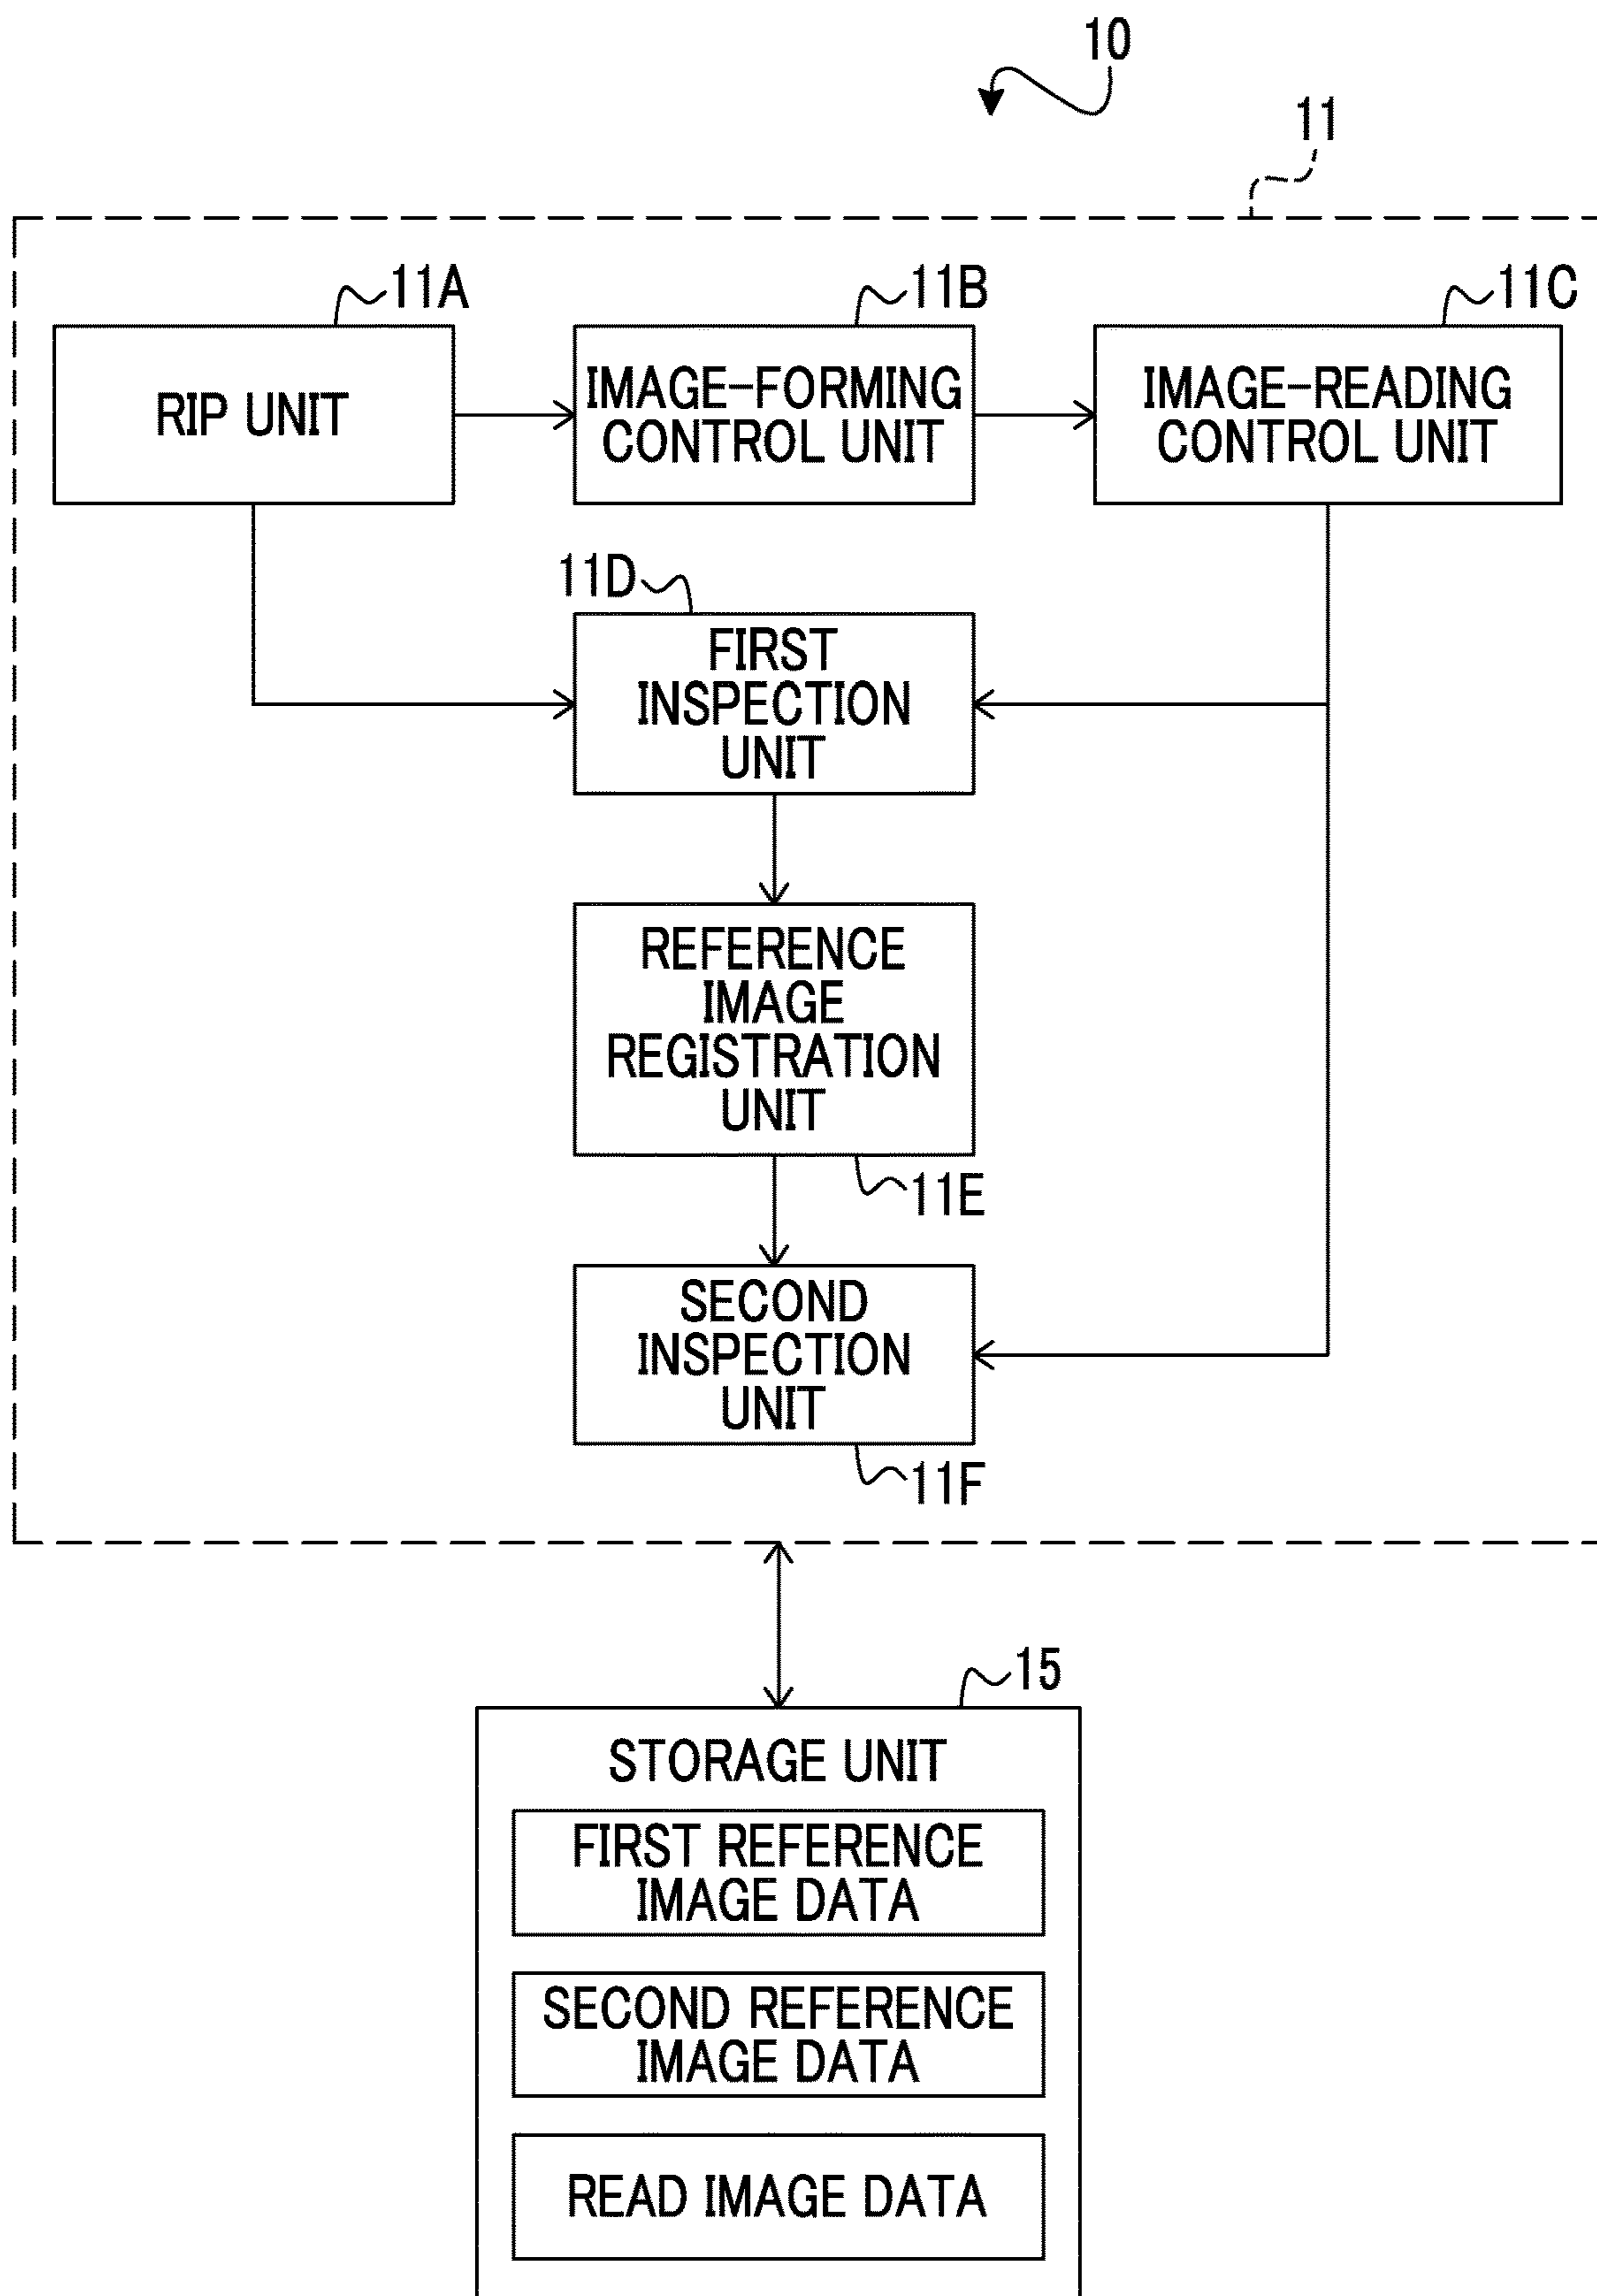 10
11
11A
11B
11C
RIP UNIT
IMAGE-FORMING
CONTROL UNIT
IMAGE-READING
CONTROL UNIT
11D
FIRST
INSPECTION
UNIT
REFERENCE
IMAGE
REGISTRATION
UNIT
11E
SECOND
INSPECTION
UNIT
11F
15
STORAGE UNIT
FIRST REFERENCE
IMAGE DATA
SECOND REFERENCE
IMAGE DATA
READ IMAGE DATA